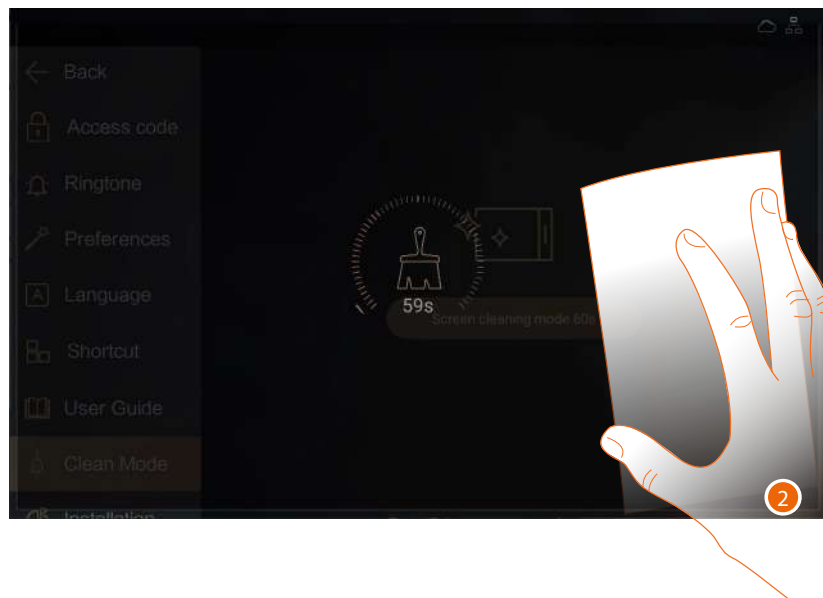 Back
Access code
Ringtone
Preferences
A Language
Shortcut
User Guide
Clean Mode
Installation
59s
Screen cleaning mode 60s
2